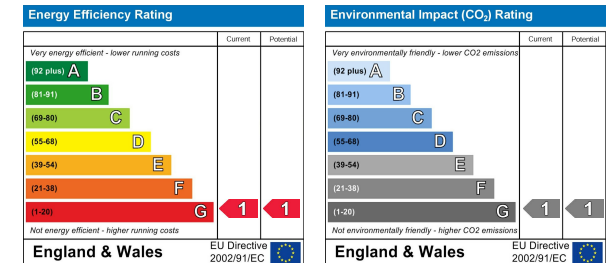 Energy Efficiency Rating
Current Potential
Very energy efficient - lower running costs
(92 plus) A
(81-91) B
(69-80) C
(55-68) D
(39-54) E
(21-38) F
(1-20) G 1 1
Not energy efficient - higher running costs
England & Wales
EU Directive
2002/91/EC
Environmental Impact (CO₂) Rating
Current Potential
Very environmentally friendly - lower CO2 emissions
(92 plus) A
(81-91) B
(69-80) C
(55-68) D
(39-54) E
(21-38) F
(1-20) G 1 1
Not environmentally friendly - higher CO2 emissions
England & Wales
EU Directive
2002/91/EC